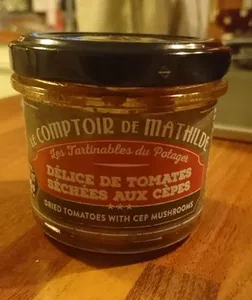 LE COMPTOIR DE MATHILDE
Les Tartinables du Potager
DÉLICE DE TOMATES
SÉCHÉES AUX CÈPES
DRIED TOMATOES WITH CEP MUSHROOMS